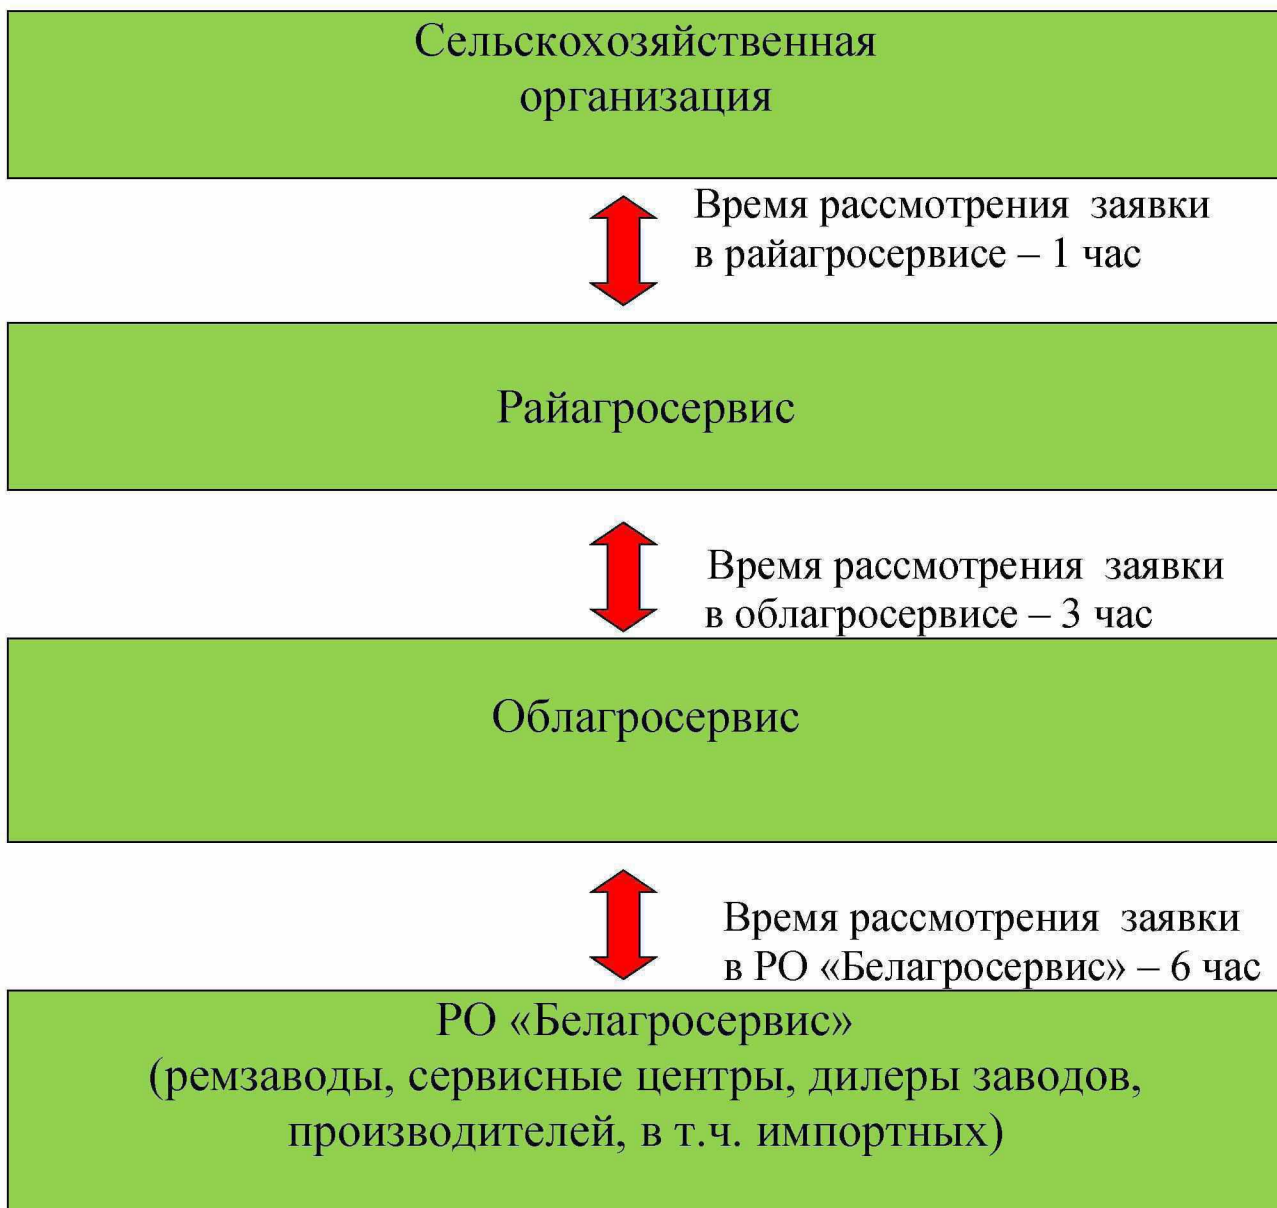 Сельскохозяйственная
организация
Время рассмотрения заявки
в райагросервисе – 1 час
Райагросервис
Время рассмотрения заявки
в облагросервисе – 3 час
Облагросервис
Время рассмотрения заявки
в РО «Белагросервис» – 6 час
РО «Белагросервис»
(ремзаводы, сервисные центры, дилеры заводов,
производителей, в т.ч. импортных)